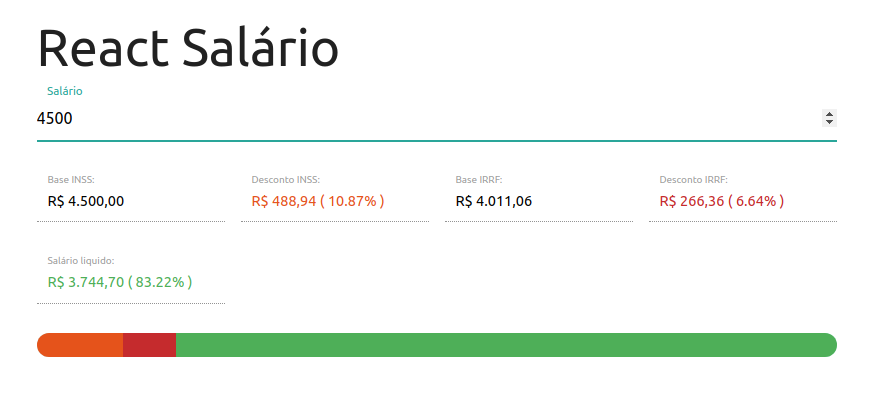 React Salário
Salário
4500
Base INSS:
R$ 4.500,00
Desconto INSS:
R$ 488,94 ( 10.87% )
Base IRRF:
R$ 4.011,06
Desconto IRRF:
R$ 266,36 ( 6.64% )
Salário liquido:
R$ 3.744,70 ( 83.22% )